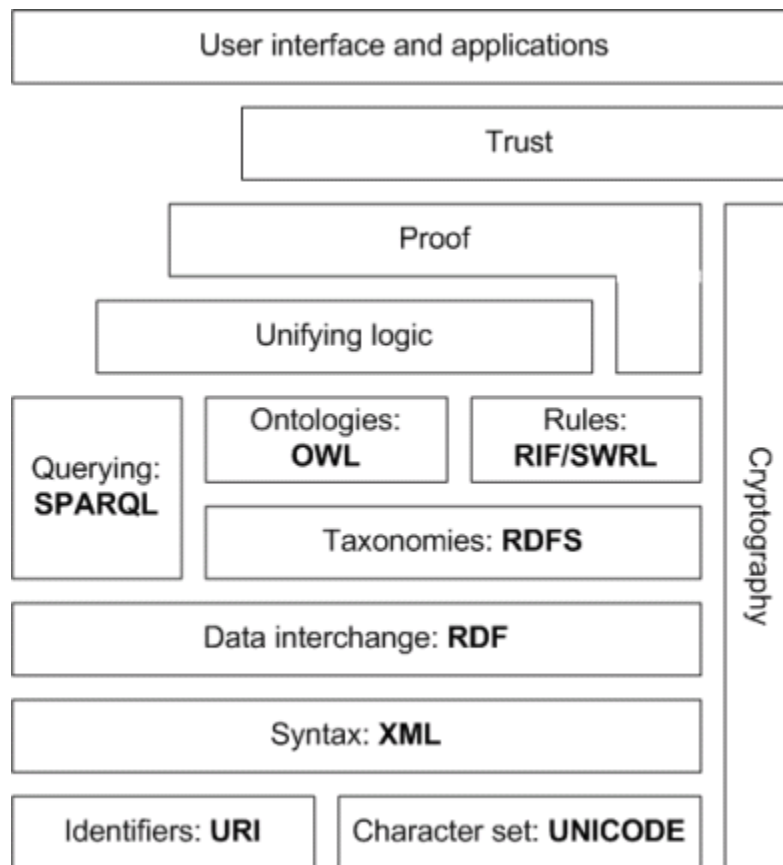 User interface and applications
Trust
Proof
Unifying logic
Querying:
SPARQL
Ontologies:
OWL
Rules:
RIF/SWRL
Taxonomies: RDFS
Cryptography
Data interchange: RDF
Syntax: XML
Identifiers: URI
Character set: UNICODE